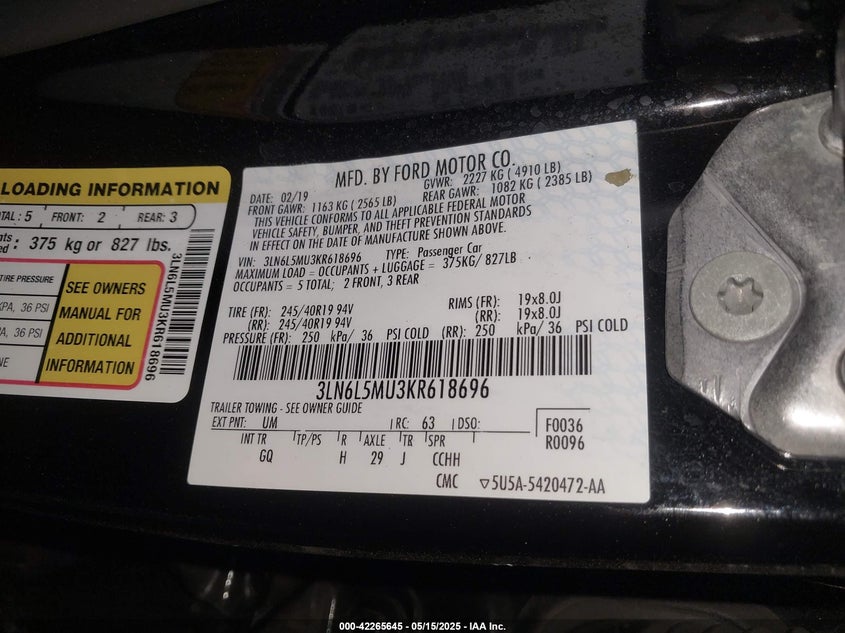 LOADING INFORMATION
TOTAL: 5 FRONT: 2 REAR: 3
375 kg or 827 lbs.
TIRE PRESSURE
36 PSI
36 PSI
SEE OWNERS
MANUAL FOR
ADDITIONAL
INFORMATION
3LN6L5MU3KR618696
MFD. BY FORD MOTOR CO.
DATE: 02/19 GVWR: 2227 KG ( 4910 LB)
FRONT GAWR: 1163 KG ( 2565 LB) REAR GAWR: 1082 KG ( 2385 LB)
THIS VEHICLE CONFORMS TO ALL APPLICABLE FEDERAL MOTOR
VEHICLE SAFETY, BUMPER, AND THEFT PREVENTION STANDARDS
IN EFFECT ON THE DATE OF MANUFACTURE SHOWN ABOVE.
VIN: 3LN6L5MU3KR618696 TYPE: Passenger Car
MAXIMUM LOAD = OCCUPANTS + LUGGAGE = 375KG/ 827LB
OCCUPANTS = 5 TOTAL; 2 FRONT, 3 REAR
TIRE (FR): 245/40R19 94V RIMS (FR): 19x8.0J
(RR): 245/40R19 94V (RR): 19x8.0J
PRESSURE (FR): 250 kPa/ 36 PSI COLD (RR): 250 kPa/ 36 PSI COLD
3LN6L5MU3KR618696
TRAILER TOWING - SEE OWNER GUIDE
EXT PNT: UM RC: 63 DSO: F0036
INT TR TP/PS R AXLE TR SPR R0096
GQ H 29 J CCHH
CMC ▽5U5A-5420472-AA
000-42265645 - 05/15/2025 - IAA Inc.